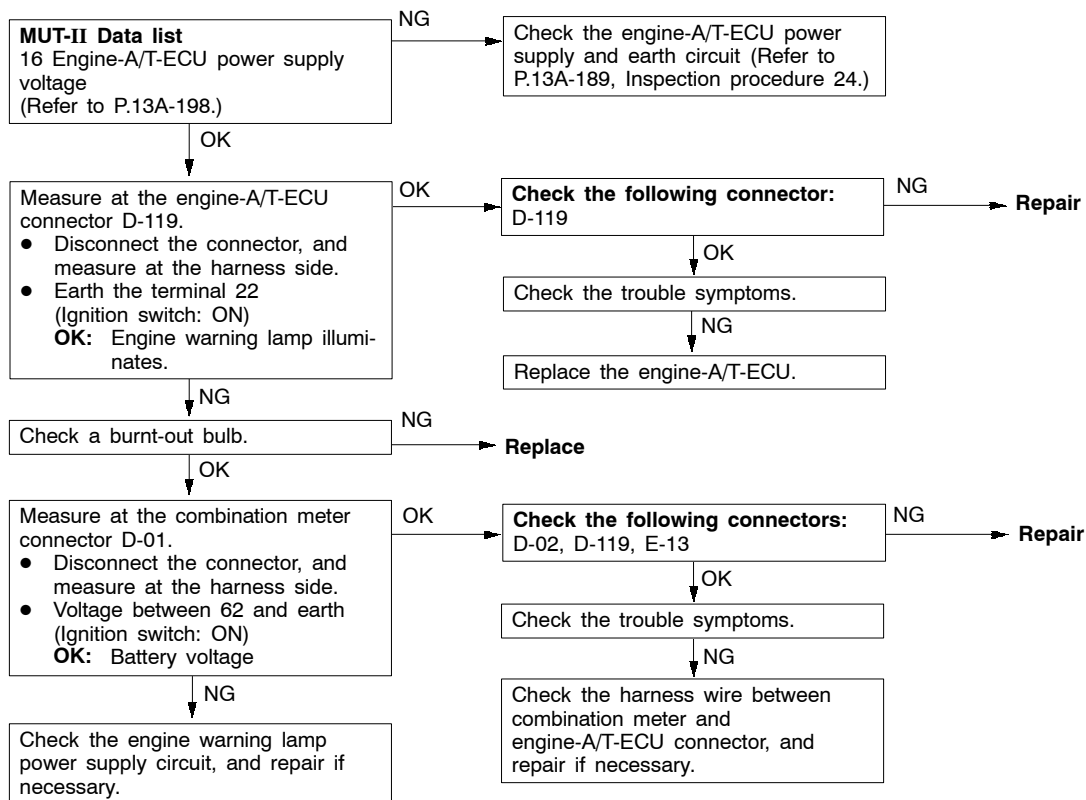 MUT-II Data list
16 Engine-A/T-ECU power supply
voltage
(Refer to P.13A-198.)
NG
Check the engine-A/T-ECU power
supply and earth circuit (Refer to
P.13A-189, Inspection procedure 24.)
OK
Measure at the engine-A/T-ECU
connector D-119.
● Disconnect the connector, and
measure at the harness side.
● Earth the terminal 22
(Ignition switch: ON)
OK: Engine warning lamp illumi-
nates.
OK
Check the following connector:
D-119
NG
Repair
OK
Check the trouble symptoms.
NG
Replace the engine-A/T-ECU.
NG
Check a burnt-out bulb.
NG
Replace
OK
Measure at the combination meter
connector D-01.
● Disconnect the connector, and
measure at the harness side.
● Voltage between 62 and earth
(Ignition switch: ON)
OK: Battery voltage
OK
Check the following connectors:
D-02, D-119, E-13
NG
Repair
OK
Check the trouble symptoms.
NG
Check the harness wire between
combination meter and
engine-A/T-ECU connector, and
repair if necessary.
NG
Check the engine warning lamp
power supply circuit, and repair if
necessary.